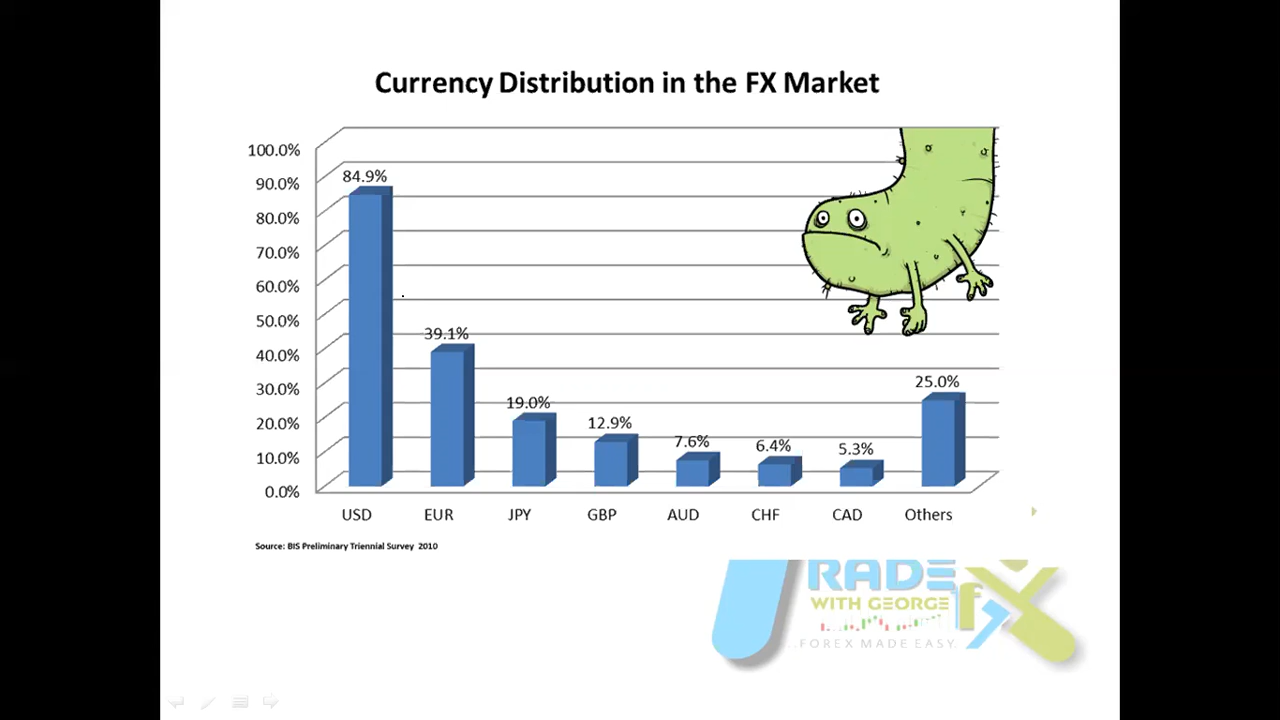 Currency Distribution in the FX Market
100.0%
90.0%
80.0%
70.0%
60.0%
50.0%
40.0%
30.0%
20.0%
10.0%
0.0%
84.9%
39.1%
19.0%
12.9%
7.6%
6.4%
5.3%
25.0%
USD EUR JPY GBP AUD CHF CAD Others
Source: BIS Preliminary Triennial Survey 2010
TRADE
WITH GEORGE
fx
...FOREX MADE EASY...